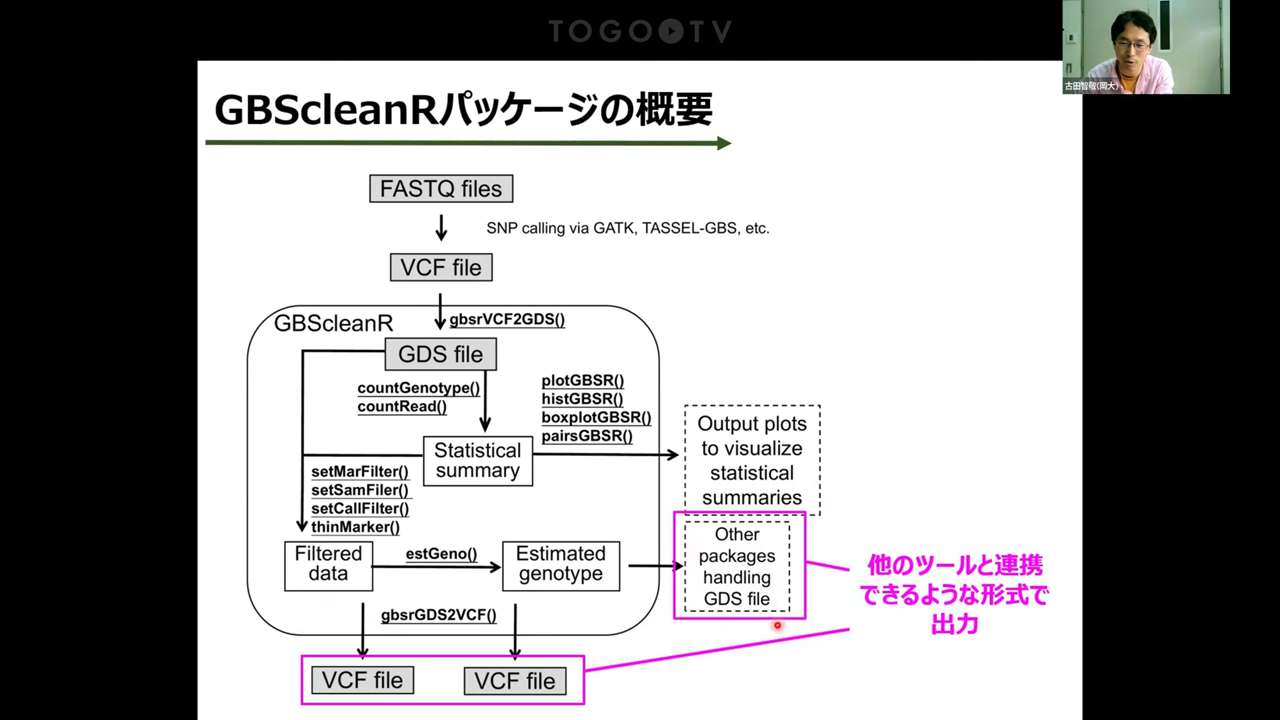 TOGO TV
古田智敬(岡大)
GBScleanRパッケージの概要
FASTQ files
SNP calling via GATK, TASSEL-GBS, etc.
VCF file
GBScleanR
gbsrVCF2GDS()
GDS file
countGenotype()
countRead()
plotGBSR()
histGBSR()
boxplotGBSR()
pairsGBSR()
Statistical
summary
Output plots
to visualize
statistical
summaries
setMarFilter()
setSamFiler()
setCallFilter()
thinMarker()
Filtered
data
estGeno()
Estimated
genotype
Other
packages
handling
GDS file
他のツールと連携
できるような形式で
出力
gbsrGDS2VCF()
VCF file
VCF file